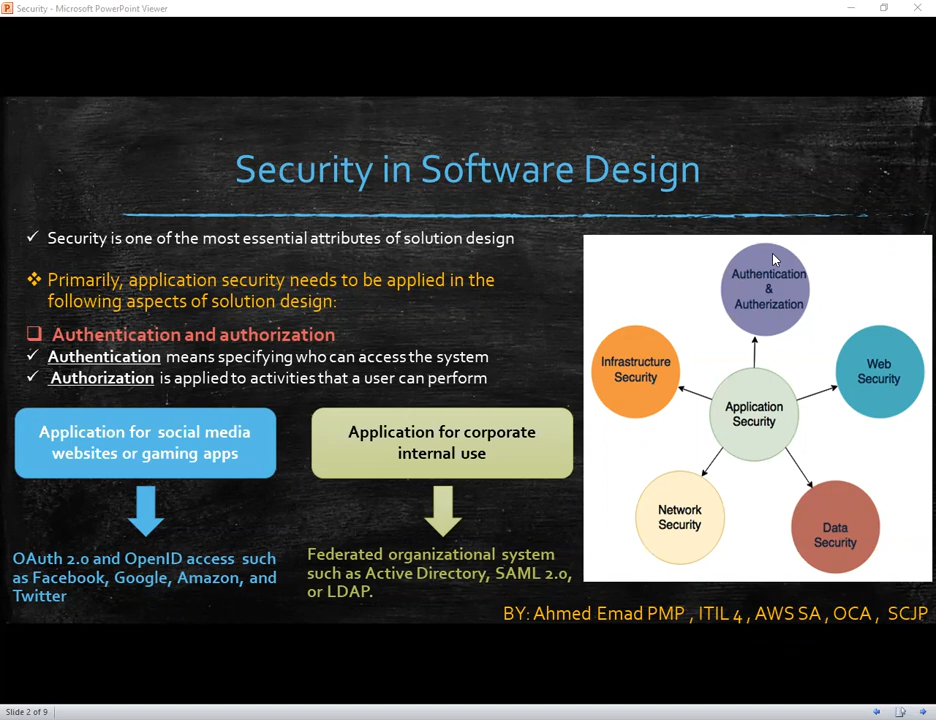 Security - Microsoft PowerPoint Viewer
Security in Software Design
Security is one of the most essential attributes of solution design
Primarily, application security needs to be applied in the
following aspects of solution design:
Authentication and authorization
Authentication means specifying who can access the system
Authorization is applied to activities that a user can perform
Application for social media
websites or gaming apps
Application for corporate
internal use
OAuth 2.0 and OpenID access such
as Facebook, Google, Amazon, and
Twitter
Federated organizational system
such as Active Directory, SAML 2.0,
or LDAP.
Authentication
&
Autherization
Infrastructure
Security
Web
Security
Application
Security
Network
Security
Data
Security
BY: Ahmed Emad PMP , ITIL 4 , AWS SA , OCA , SCJP
Slide 2 of 9